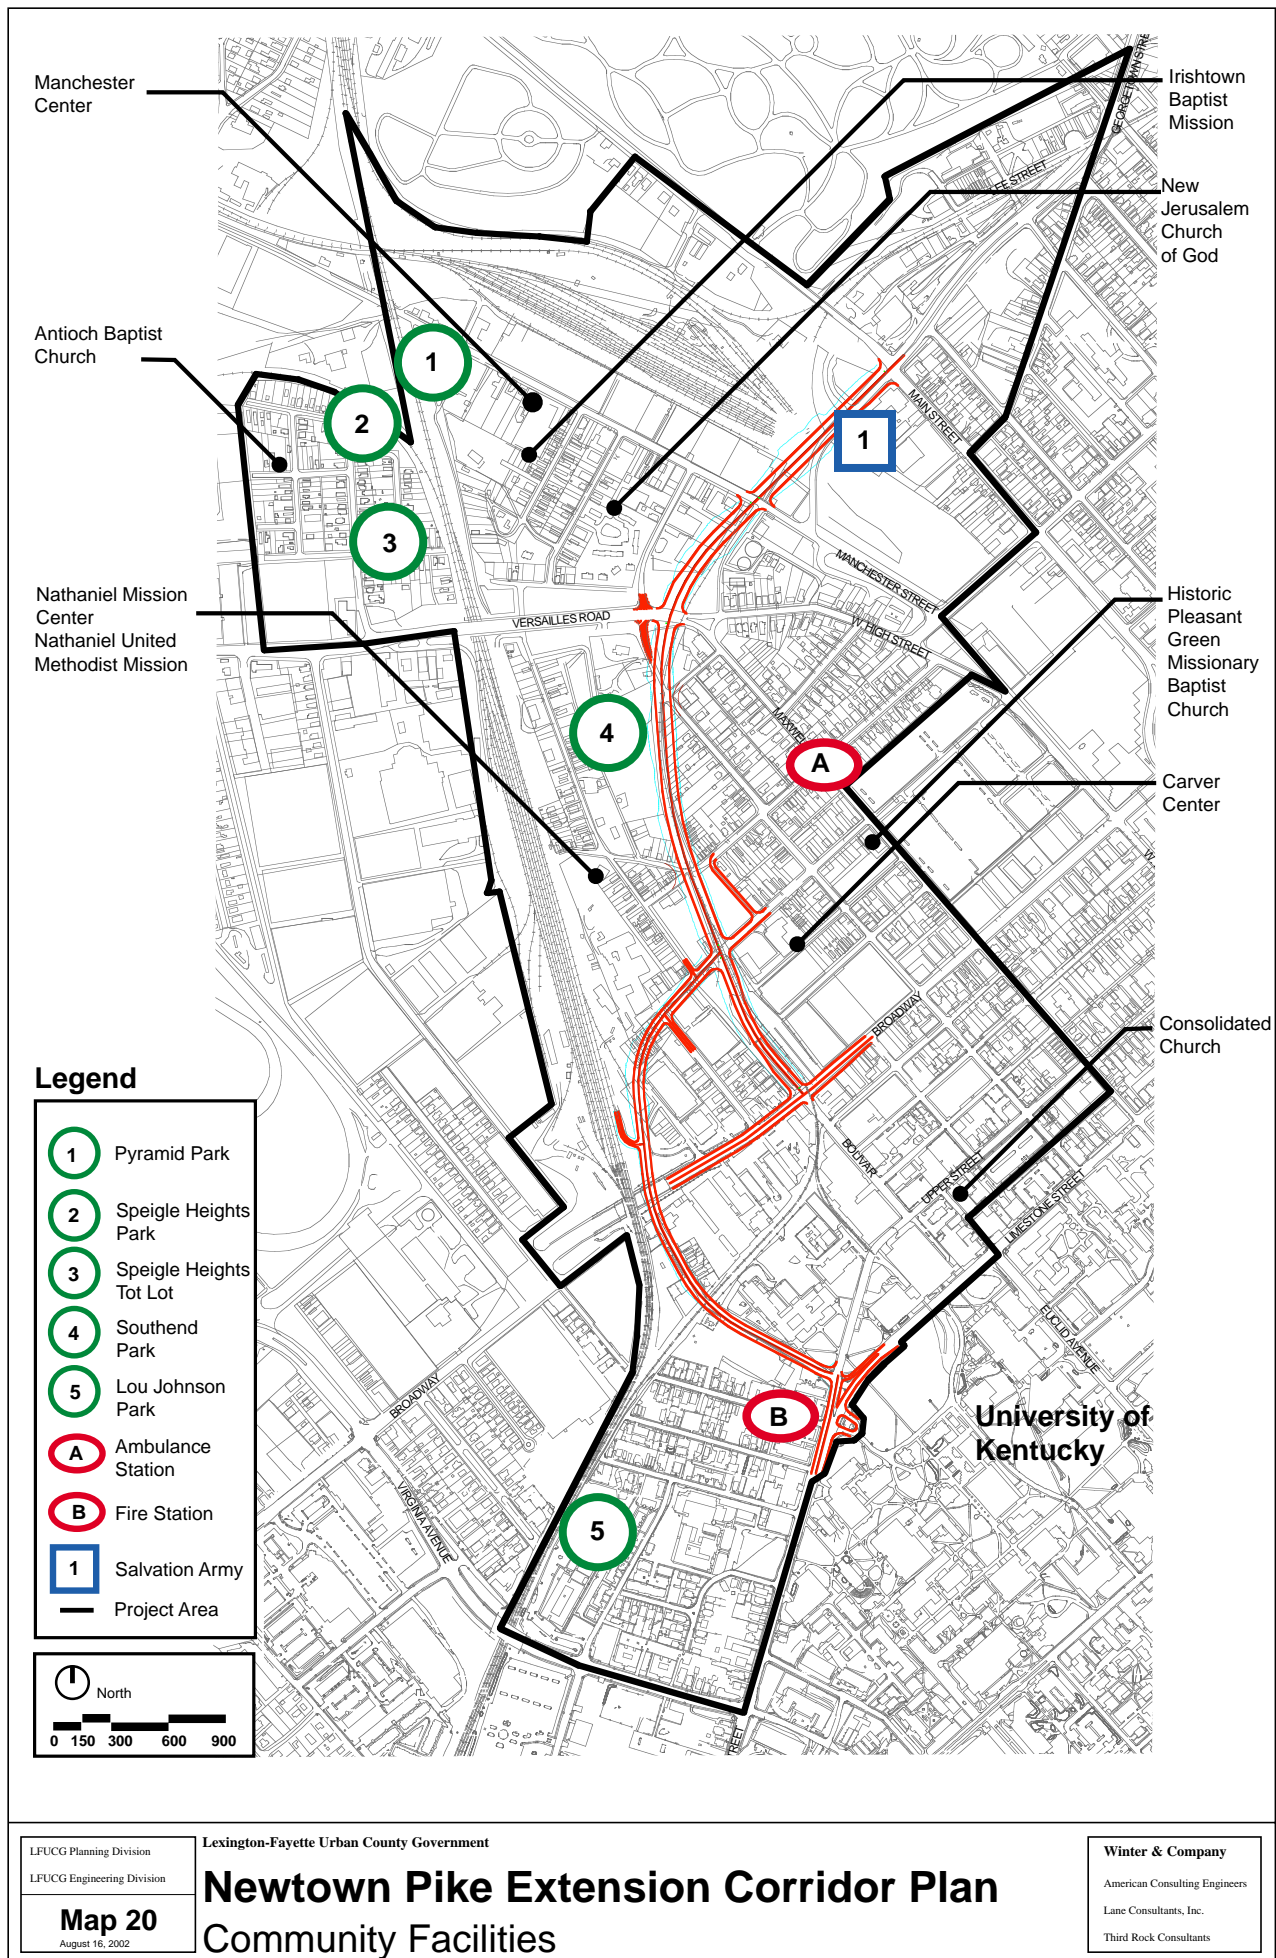 Manchester
Center
Irishtown
Baptist
Mission
New
Jerusalem
Church
of God
Antioch Baptist
Church
Nathaniel Mission
Center
Nathaniel United
Methodist Mission
Historic
Pleasant
Green
Missionary
Baptist
Church
Carver
Center
Consolidated
Church
GEORGETOWN STRE
LEE STREET
MAIN STREET
MANCHESTER STREET
W HIGH STREET
VERSAILLES ROAD
MAXWEL
W
BROADWAY
BOLIVAR
UPPER STREET
LIMESTONE STREET
EUCLID AVENUE
BROADWAY
VIRGINIA AVENUE
REET
1
2
3
4
5
A
B
1
University of
Kentucky
Legend
1 Pyramid Park
2 Speigle Heights
Park
3 Speigle Heights
Tot Lot
4 Southend
Park
5 Lou Johnson
Park
A Ambulance
Station
B Fire Station
1 Salvation Army
Project Area
North
0 150 300 600 900
LFUCG Planning Division
LFUCG Engineering Division
Map 20
August 16, 2002
Lexington-Fayette Urban County Government
Newtown Pike Extension Corridor Plan
Community Facilities
Winter & Company
American Consulting Engineers
Lane Consultants, Inc.
Third Rock Consultants